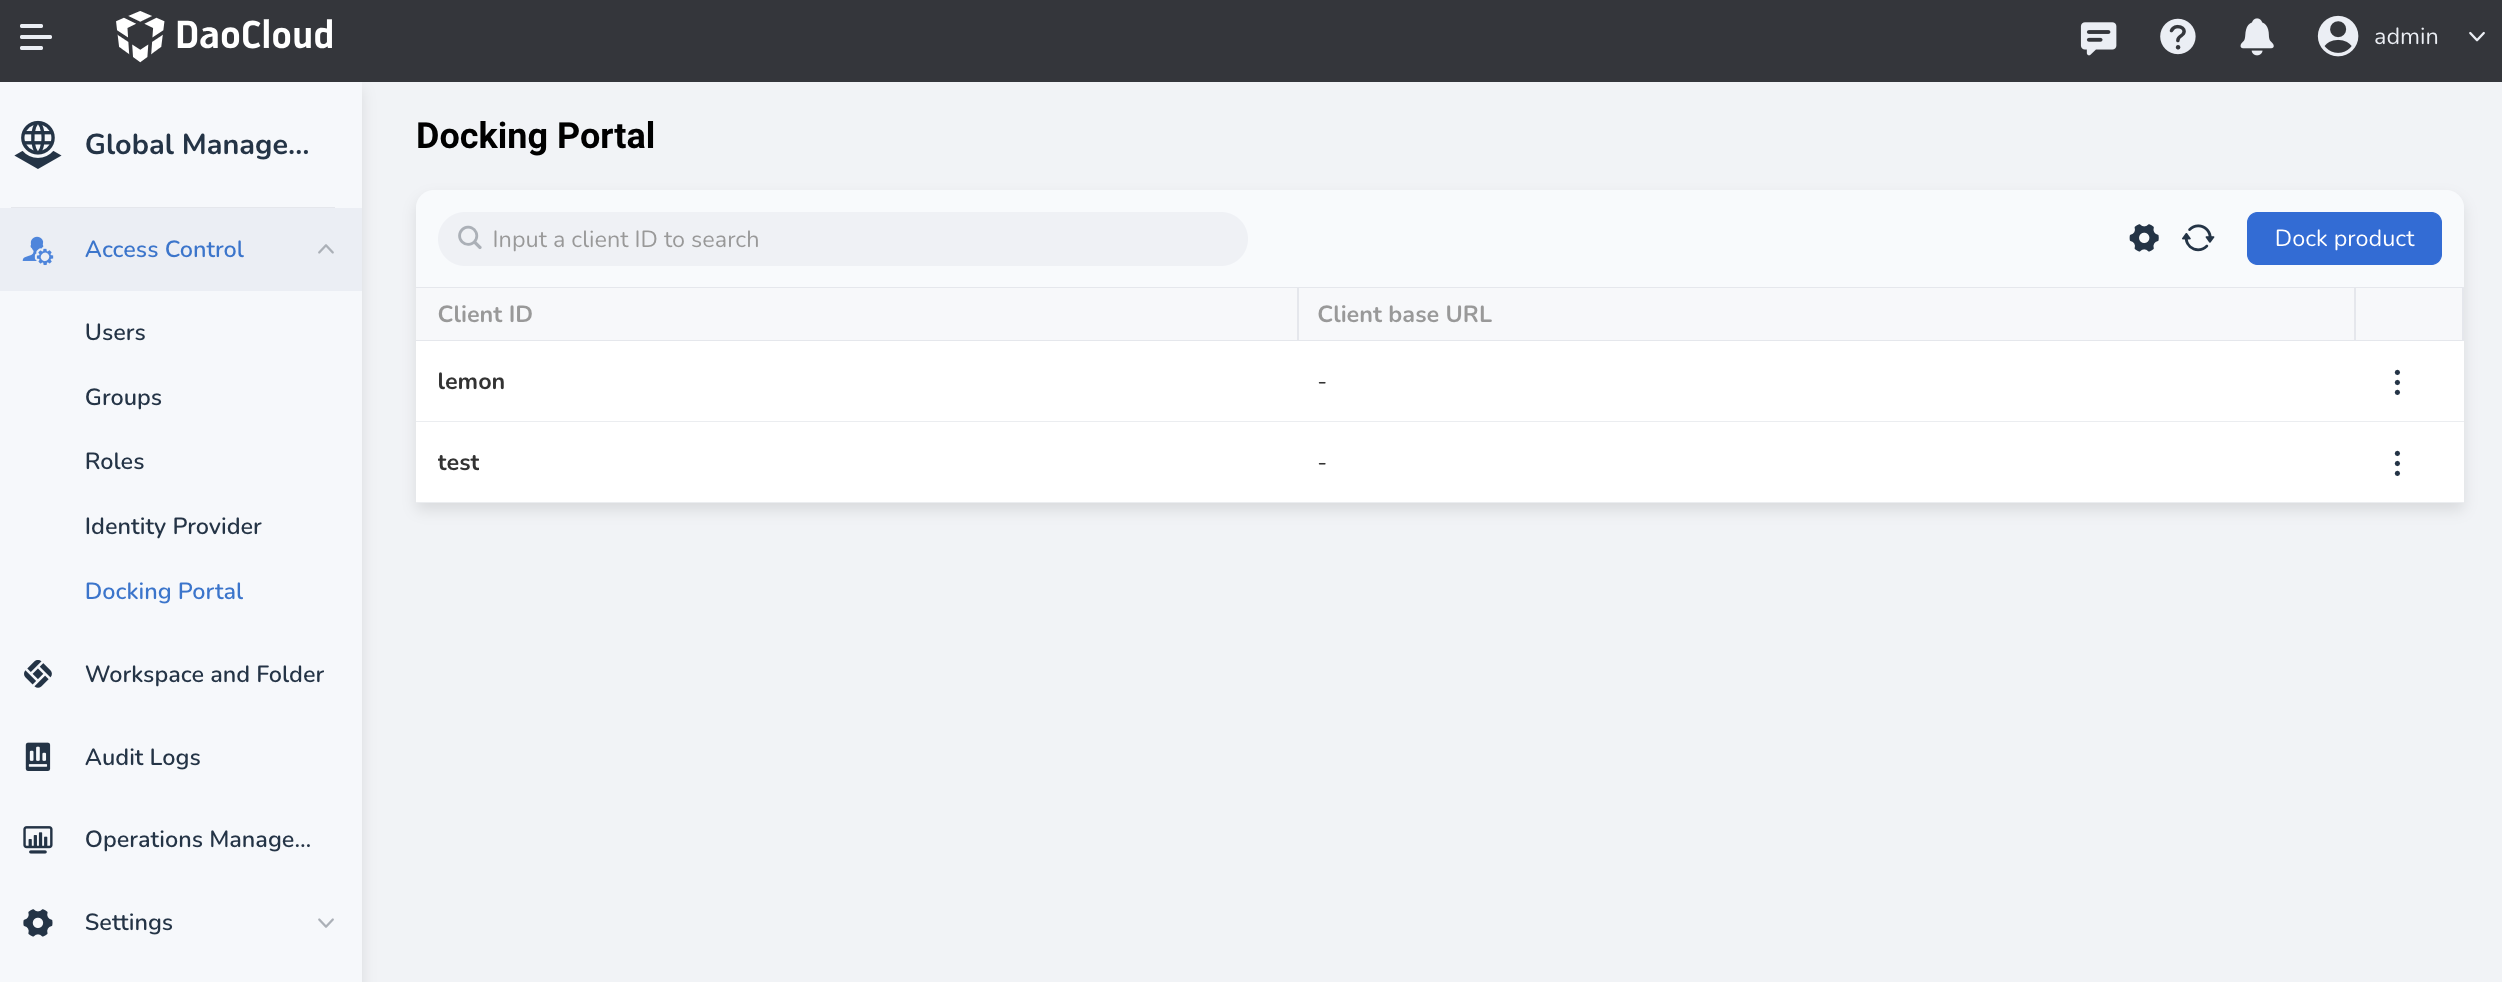 DaoCloud
admin
Global Manage...
Access Control
Users
Groups
Roles
Identity Provider
Docking Portal
Workspace and Folder
Audit Logs
Operations Manage...
Settings
Docking Portal
Input a client ID to search
Dock product
Client ID
Client base URL
lemon
-
test
-